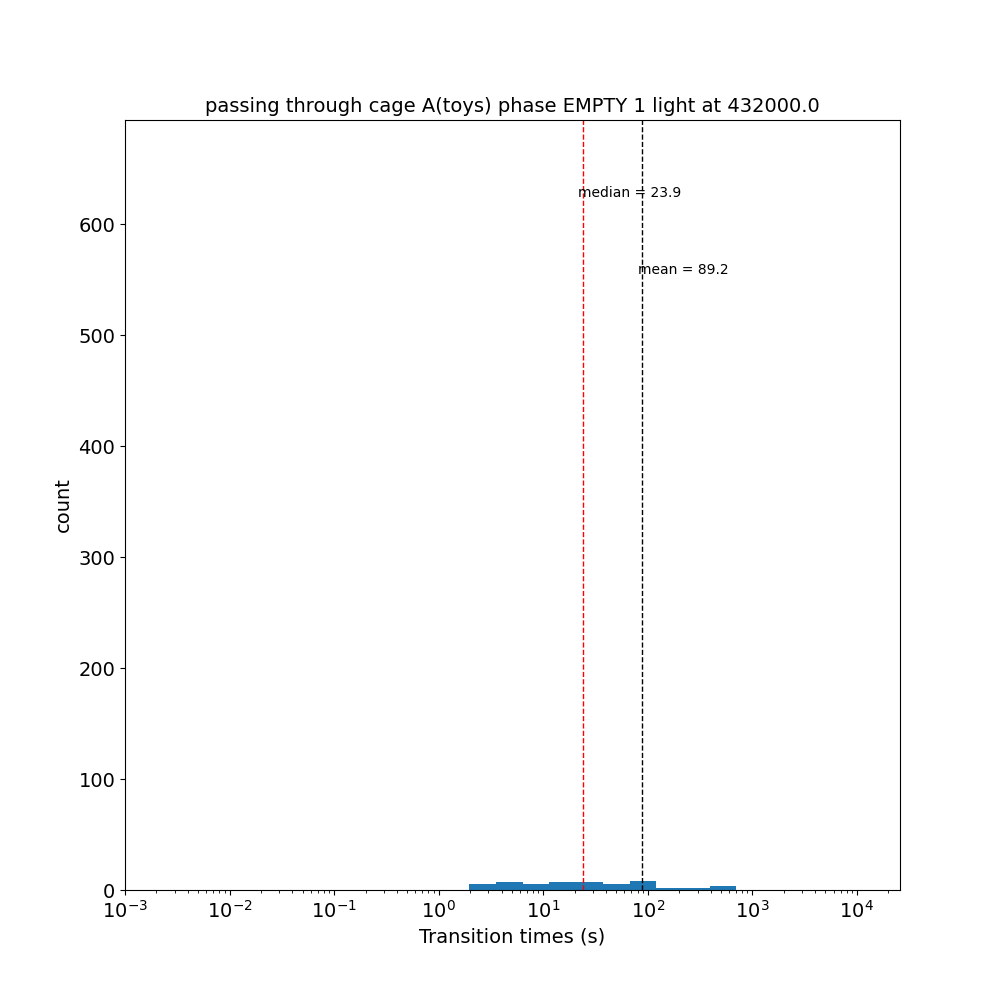 passing through cage A(toys) phase EMPTY 1 light at 432000.0
median = 23.9
mean = 89.2
600
500
400
300
200
100
0
count
10⁻³ 10⁻² 10⁻¹ 10⁰ 10¹ 10² 10³ 10⁴
Transition times (s)